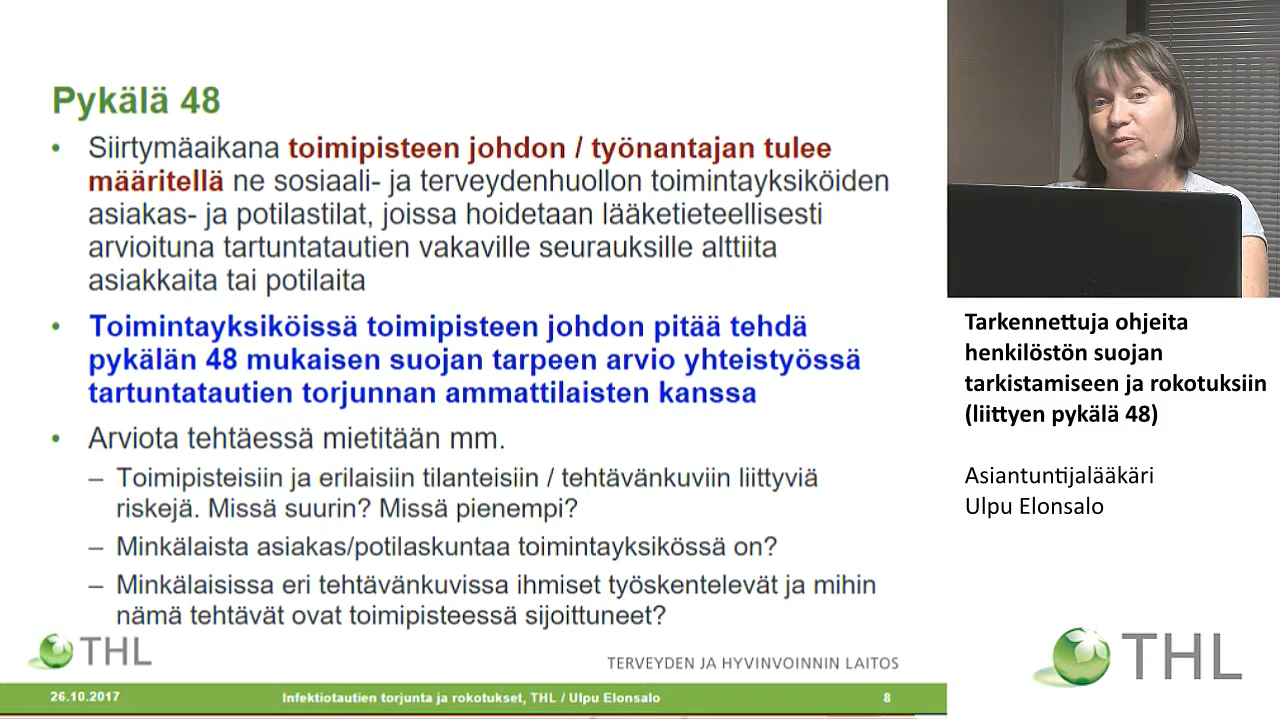 Pykälä 48
• Siirtymäaikana toimipisteen johdon / työnantajan tulee
määritellä ne sosiaali- ja terveydenhuollon toimintayksiköiden
asiakas- ja potilastilat, joissa hoidetaan lääketieteellisesti
arvioituna tartuntatautien vakaville seurauksille alttiita
asiakkaita tai potilaita
• Toimintayksiköissä toimipisteen johdon pitää tehdä
pykälän 48 mukaisen suojan tarpeen arvio yhteistyössä
tartuntatautien torjunnan ammattilaisten kanssa
• Arviota tehtäessä mietitään mm.
– Toimipisteisiin ja erilaisiin tilanteisiin / tehtävänkuviin liittyviä
riskejä. Missä suurin? Missä pienempi?
– Minkälaista asiakas/potilaskuntaa toimintayksikössä on?
– Minkälaisissa eri tehtävänkuvissa ihmiset työskentelevät ja mihin
nämä tehtävät ovat toimipisteessä sijoittuneet?
THL
TERVEYDEN JA HYVINVOINNIN LAITOS
26.10.2017
Infektiotautien torjunta ja rokotukset, THL / Ulpu Elonsalo
8
Tarkennettuja ohjeita
henkilöstön suojan
tarkistamiseen ja rokotuksiin
(liittyen pykälä 48)
Asiantuntijalääkäri
Ulpu Elonsalo
THL